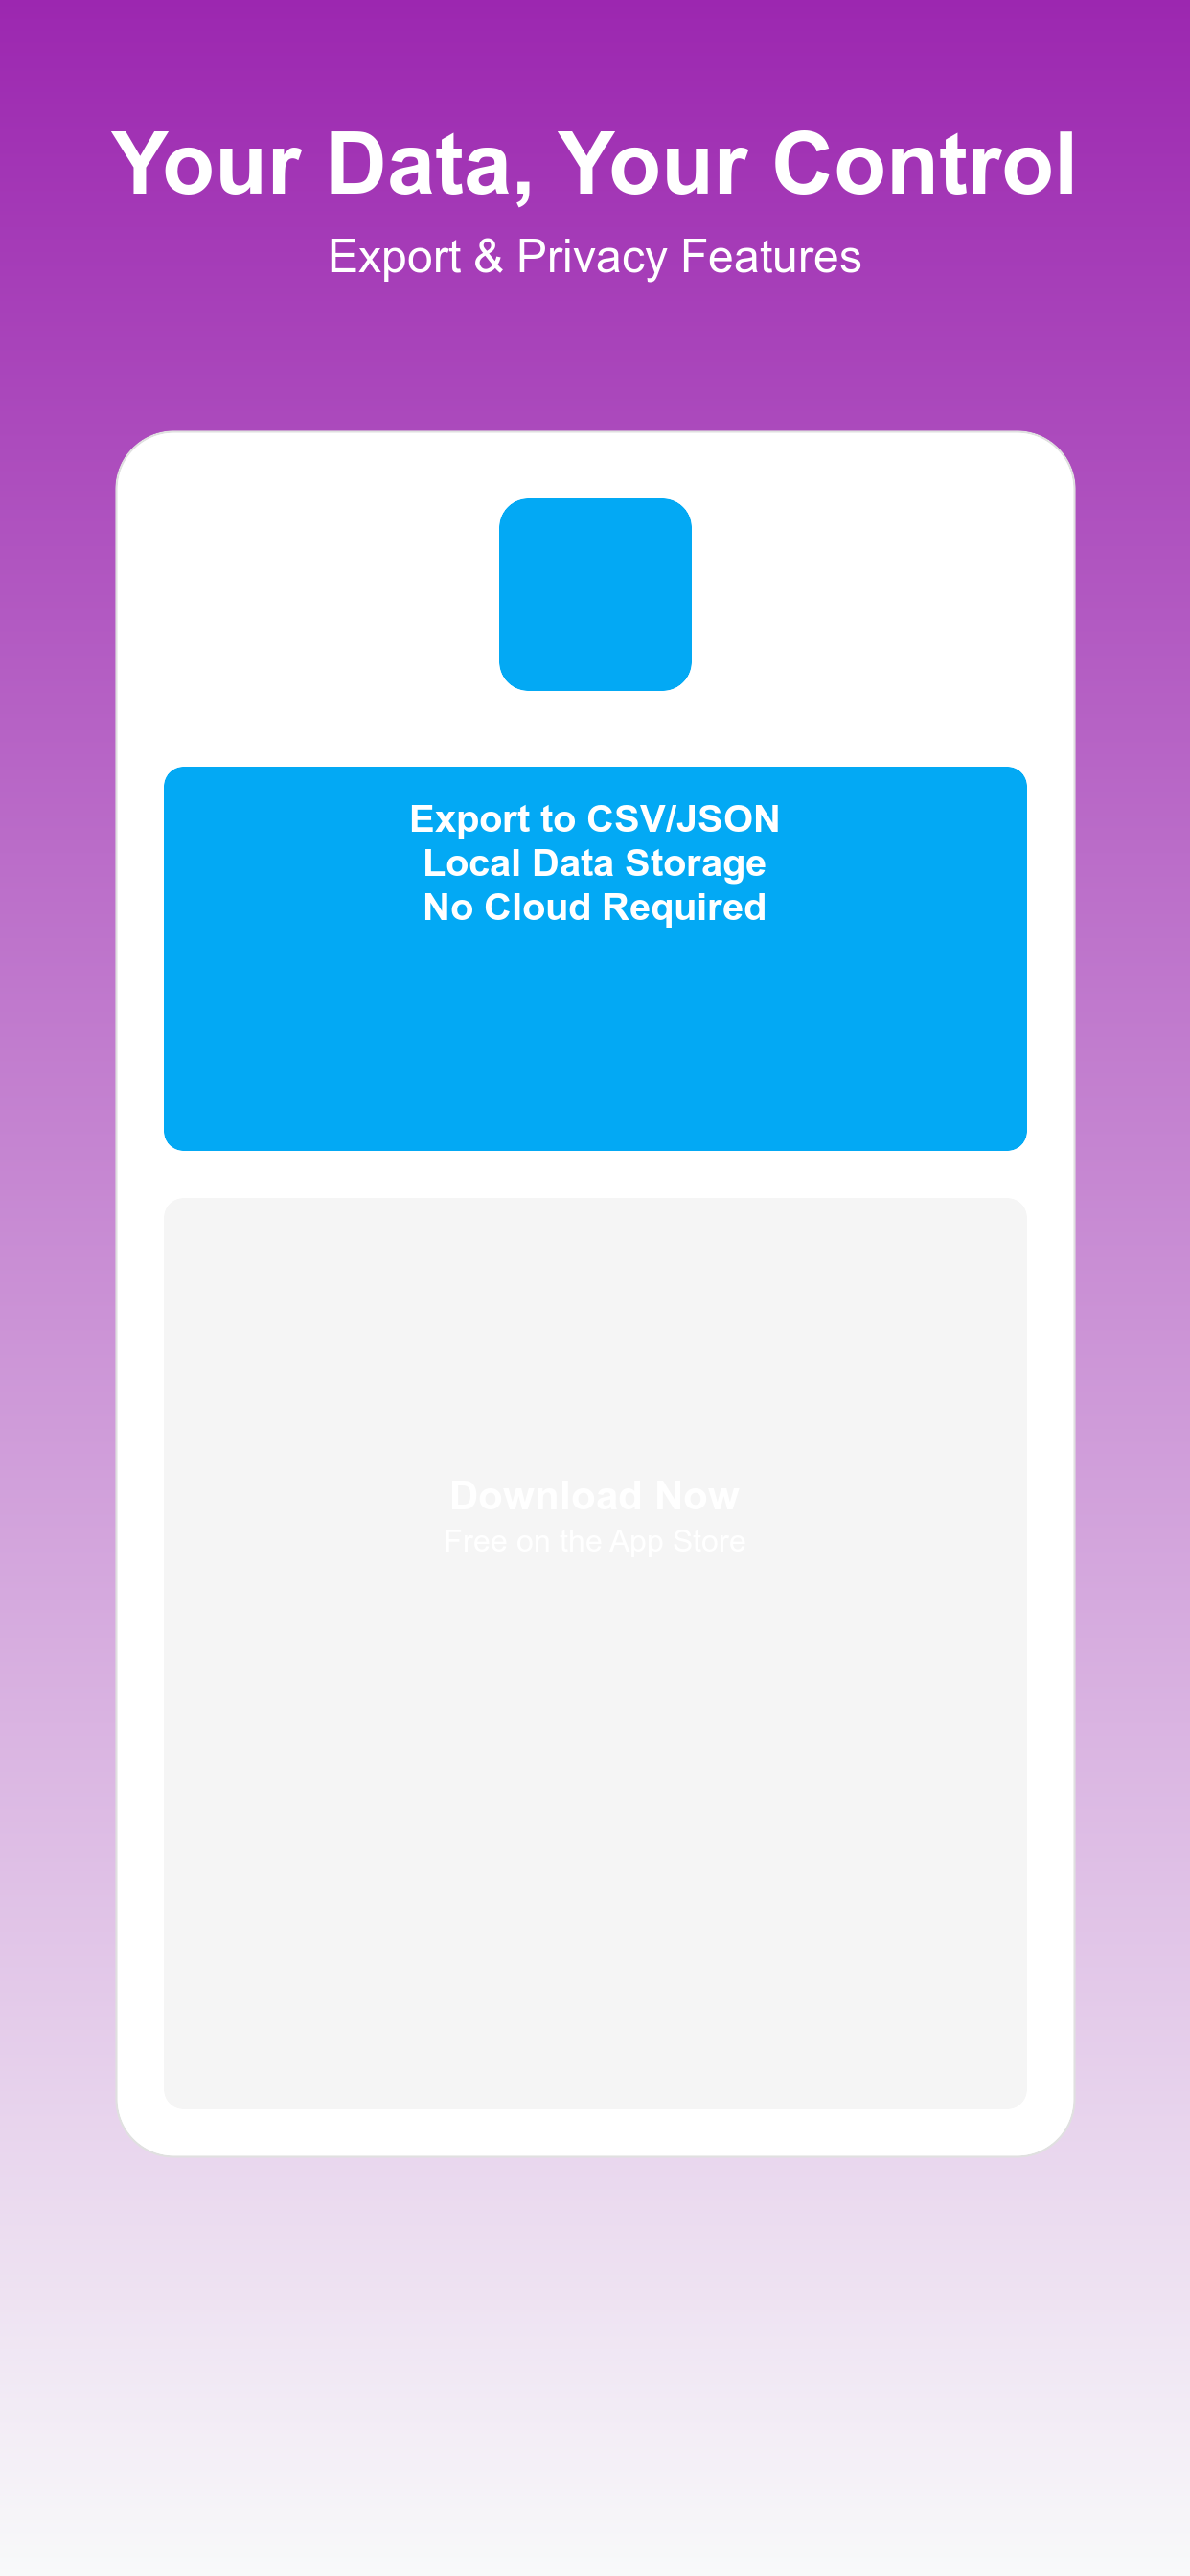 Your Data, Your Control
Export & Privacy Features
Export to CSV/JSON
Local Data Storage
No Cloud Required
Download Now
Free on the App Store